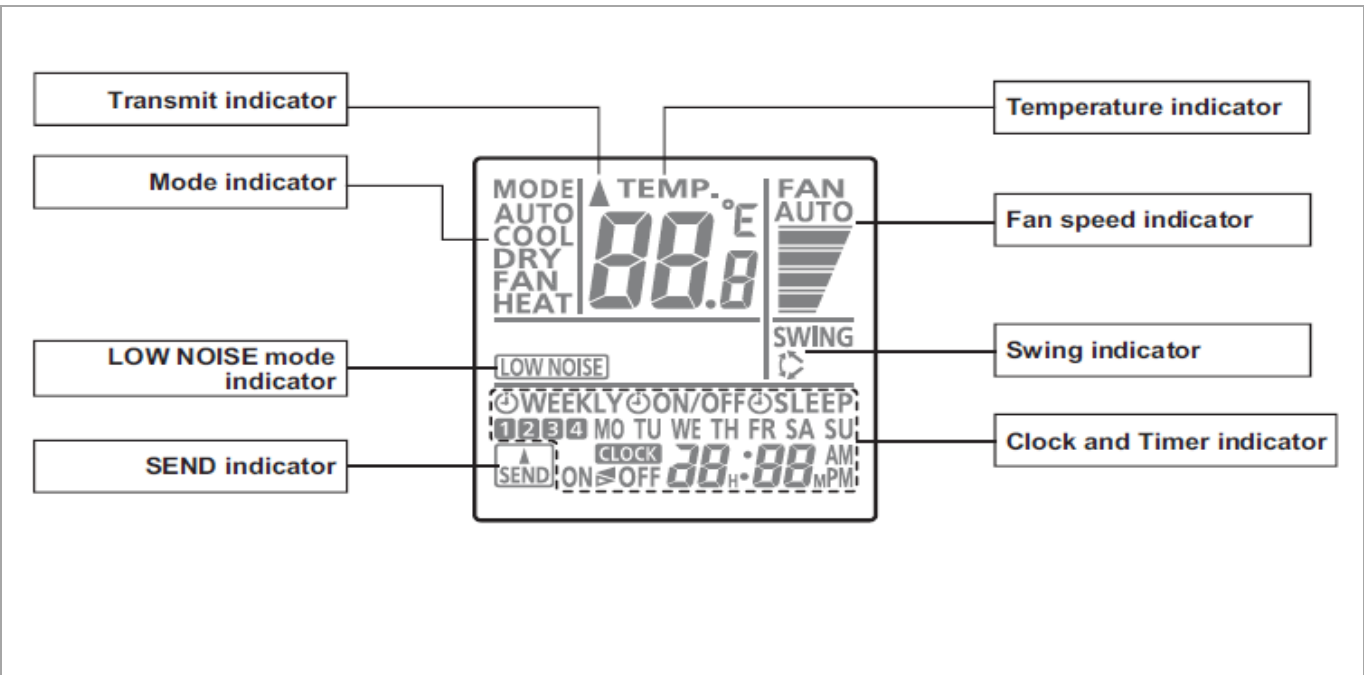 Transmit indicator
Mode indicator
LOW NOISE mode
indicator
SEND indicator
MODE
AUTO
COOL
DRY
FAN
HEAT
TEMP.
88.8
°E
FAN
AUTO
SWING
LOW NOISE
WEEKLY ON/OFF SLEEP
1 2 3 4 MO TU WE TH FR SA SU
SEND
CLOCK
ON OFF 28H:88M AM
PM
Temperature indicator
Fan speed indicator
Swing indicator
Clock and Timer indicator